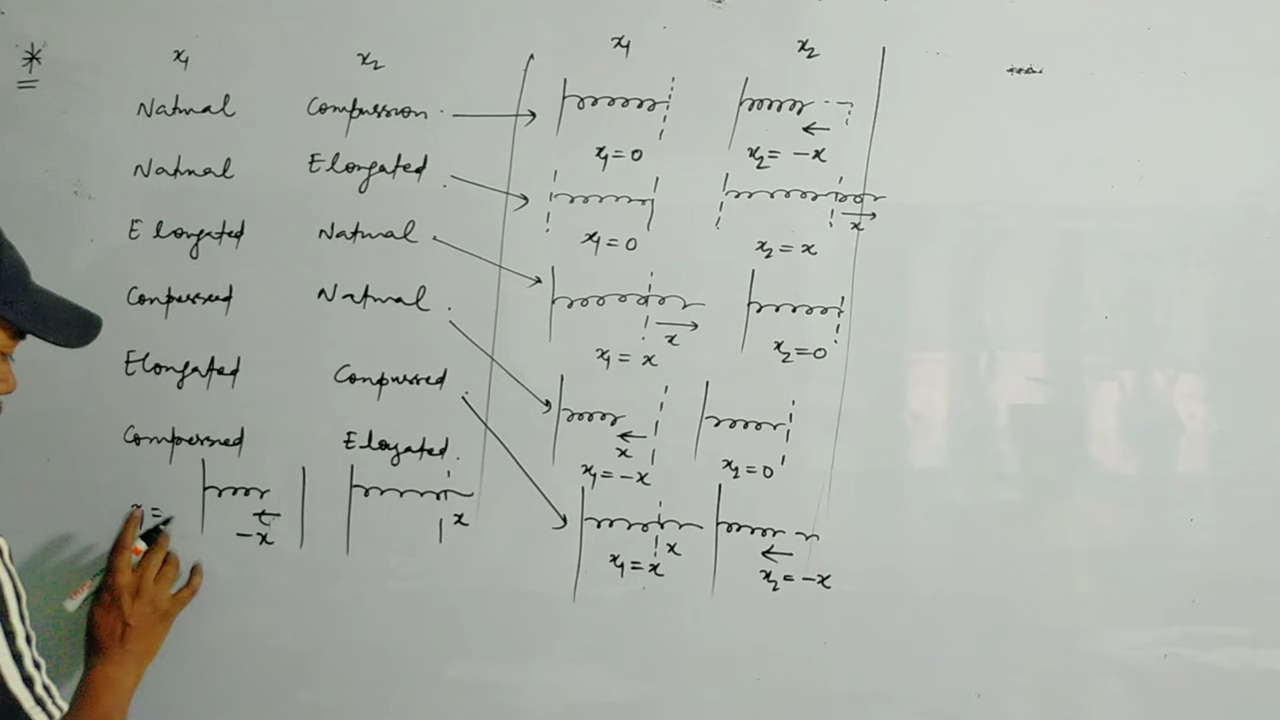 *
x₁ x₂ x₁ x₂
Natural Compression
x₁=0 x₂=-x
Natural Elongated
x
x₁=0 x₂=x
Elongated Natural
x
x₁=x x₂=0
Compressed Natural
x
x₁=-x x₂=0
Elongated Compressed
x
x₁=x x₂=-x
Compressed Elongated
=
-x x